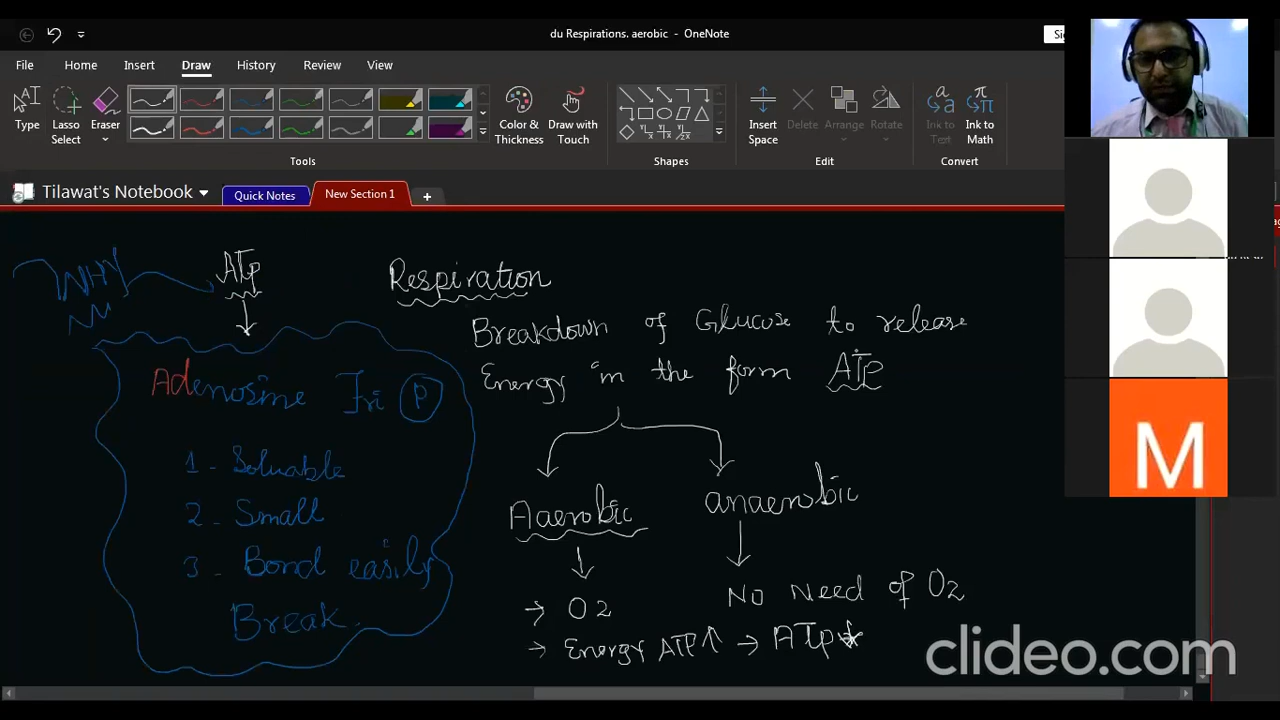 du Respirations. aerobic - OneNote
File Home Insert Draw History Review View
Type
Lasso Select
Eraser
Color & Thickness
Draw with Touch
Insert Space
Delete
Arrange
Rotate
Ink to Text
Ink to Math
Tools
Shapes
Edit
Convert
Tilawat's Notebook
Quick Notes
New Section 1
WHY
ATP
Adenosine Tri P
1 - Soluable
2 - Small
3 - Bond easily
Break.
Respiration
Breakdown of Glucose to release
Energy in the form ATP
Aaerobic
anaerobic
→ O2
No Need of O2
→ Energy ATP↑
→ ATP↓
M
clideo.com